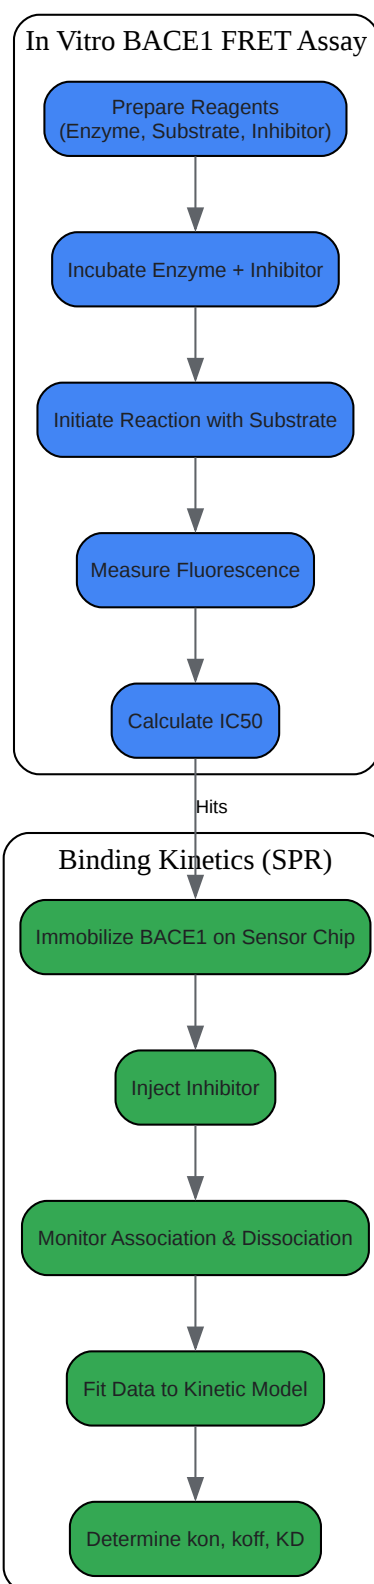 In Vitro BACE1 FRET Assay
Prepare Reagents
(Enzyme, Substrate, Inhibitor)
Incubate Enzyme + Inhibitor
Initiate Reaction with Substrate
Measure Fluorescence
Calculate IC50
Hits
Binding Kinetics (SPR)
Immobilize BACE1 on Sensor Chip
Inject Inhibitor
Monitor Association & Dissociation
Fit Data to Kinetic Model
Determine kon, koff, KD